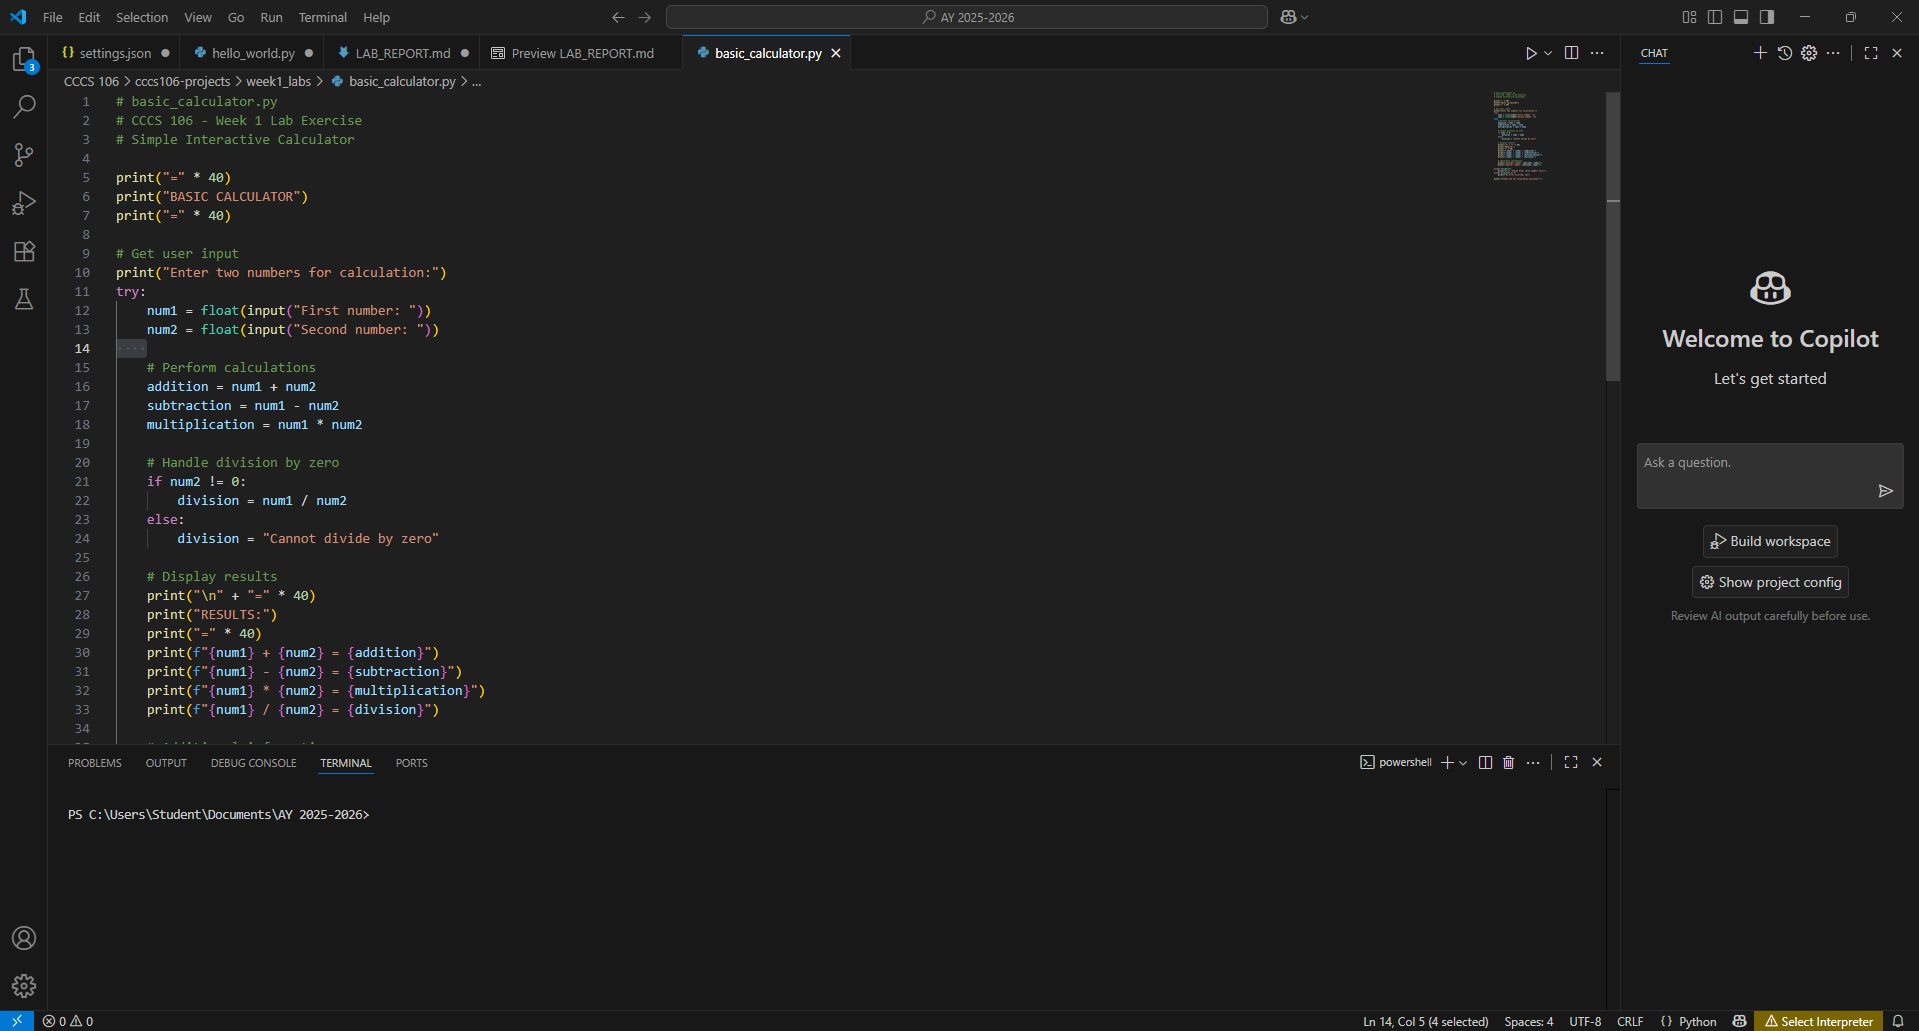 File Edit Selection View Go Run Terminal Help
AY 2025-2026
settings.json
hello_world.py
LAB_REPORT.md
Preview LAB_REPORT.md
basic_calculator.py
CCCS 106 > cccs106-projects > week1_labs > basic_calculator.py > ...
1 # basic_calculator.py
2 # CCCS 106 - Week 1 Lab Exercise
3 # Simple Interactive Calculator
4
5 print("=" * 40)
6 print("BASIC CALCULATOR")
7 print("=" * 40)
8
9 # Get user input
10 print("Enter two numbers for calculation:")
11 try:
12 num1 = float(input("First number: "))
13 num2 = float(input("Second number: "))
14
15 # Perform calculations
16 addition = num1 + num2
17 subtraction = num1 - num2
18 multiplication = num1 * num2
19
20 # Handle division by zero
21 if num2 != 0:
22 division = num1 / num2
23 else:
24 division = "Cannot divide by zero"
25
26 # Display results
27 print("\n" + "=" * 40)
28 print("RESULTS:")
29 print("=" * 40)
30 print(f"{num1} + {num2} = {addition}")
31 print(f"{num1} - {num2} = {subtraction}")
32 print(f"{num1} * {num2} = {multiplication}")
33 print(f"{num1} / {num2} = {division}")
34
PROBLEMS OUTPUT DEBUG CONSOLE TERMINAL PORTS
powershell
PS C:\Users\Student\Documents\AY 2025-2026>
CHAT
Welcome to Copilot
Let's get started
Ask a question.
Build workspace
Show project config
Review AI output carefully before use.
3
0 0
Ln 14, Col 5 (4 selected) Spaces: 4 UTF-8 CRLF {} Python Select Interpreter